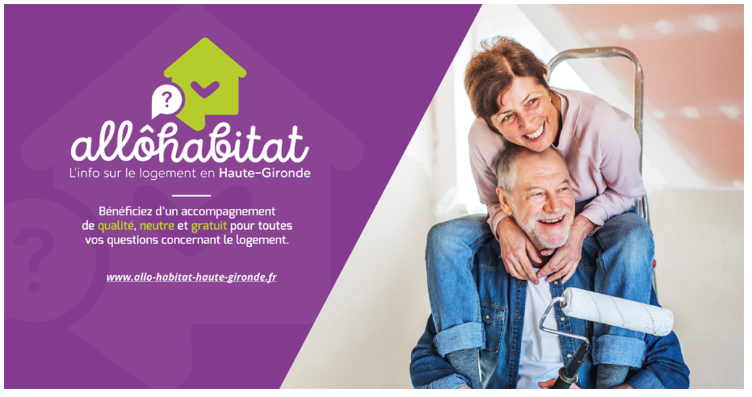 ?
allôhabitat
L'info sur le logement en Haute-Gironde
Bénéficiez d'un accompagnement
de qualité, neutre et gratuit pour toutes
vos questions concernant le logement.
?
www.allo-habitat-haute-gironde.fr